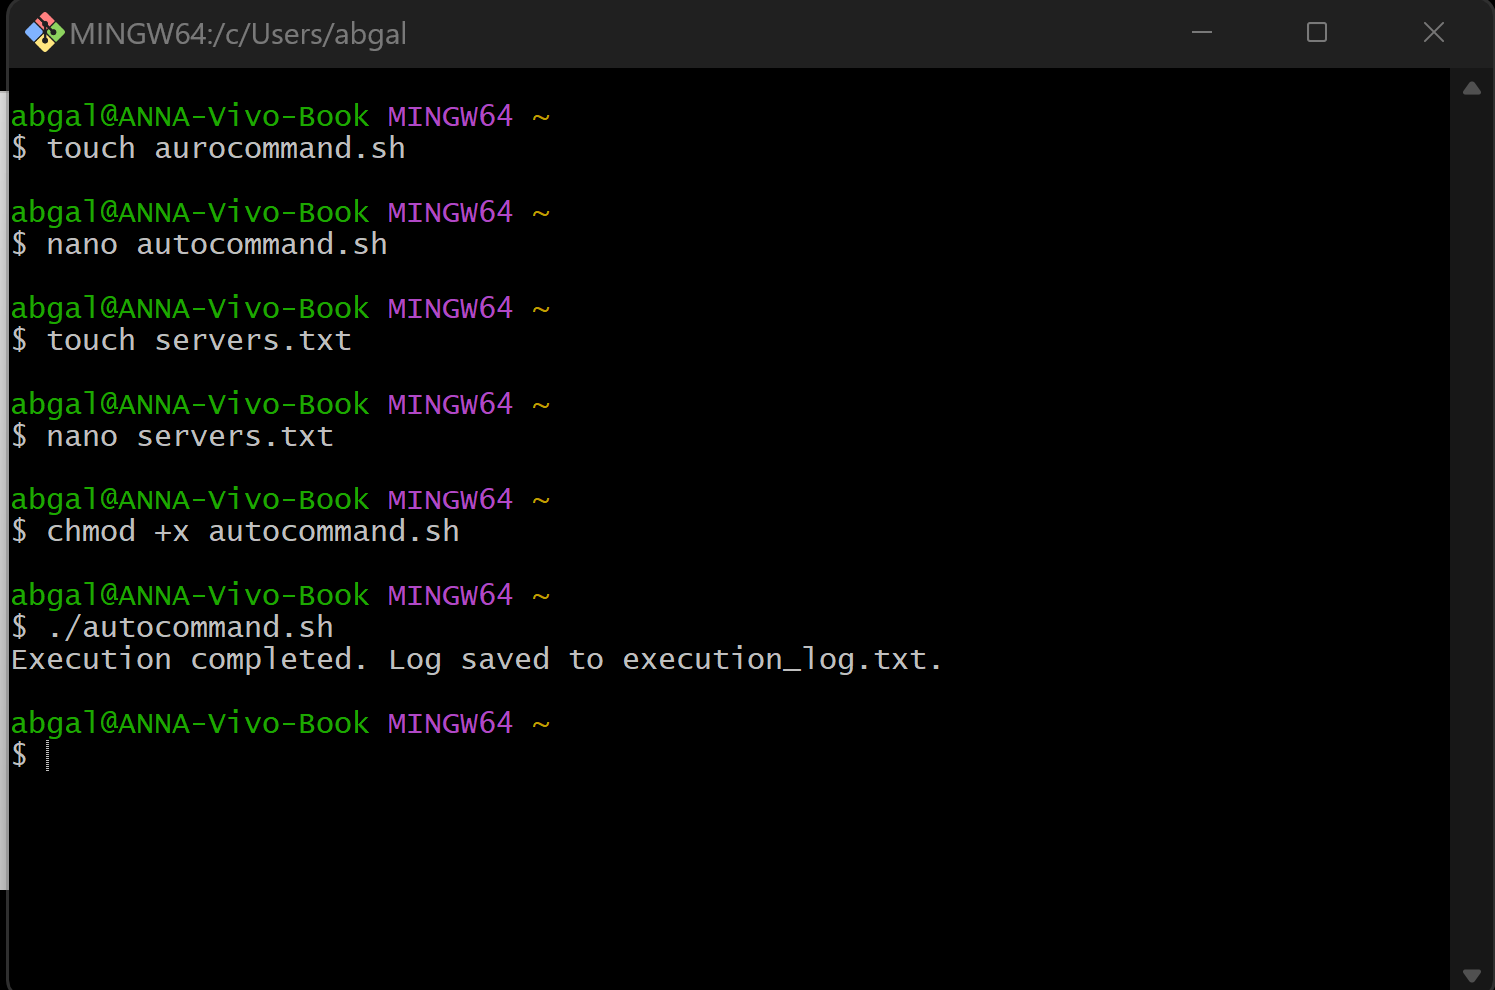 MINGW64:/c/Users/abgal
abgal@ANNA-Vivo-Book MINGW64 ~
$ touch aurocommand.sh
abgal@ANNA-Vivo-Book MINGW64 ~
$ nano autocommand.sh
abgal@ANNA-Vivo-Book MINGW64 ~
$ touch servers.txt
abgal@ANNA-Vivo-Book MINGW64 ~
$ nano servers.txt
abgal@ANNA-Vivo-Book MINGW64 ~
$ chmod +x autocommand.sh
abgal@ANNA-Vivo-Book MINGW64 ~
$ ./autocommand.sh
Execution completed. Log saved to execution_log.txt.
abgal@ANNA-Vivo-Book MINGW64 ~
$